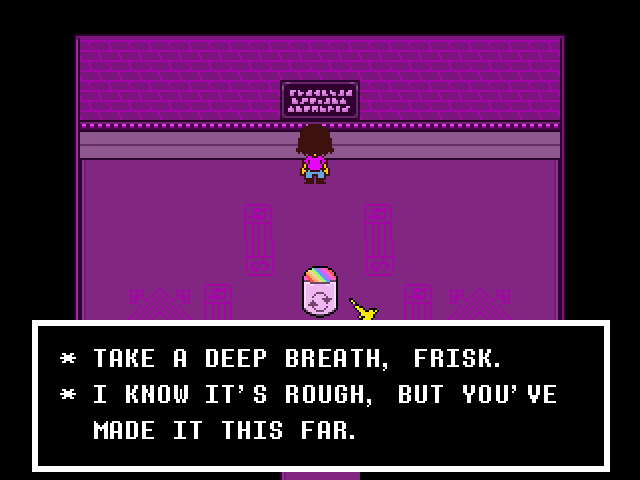 * TAKE A DEEP BREATH, FRISK.
* I KNOW IT'S ROUGH, BUT YOU'VE
MADE IT THIS FAR.